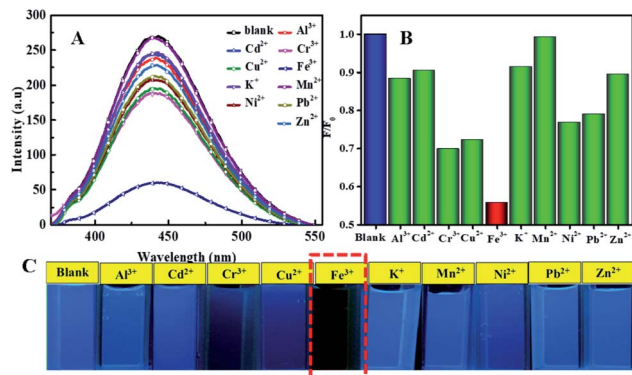 A
blank
Al³⁺
Cd²⁺
Cr³⁺
Cu²⁺
Fe³⁺
K⁺
Mn²⁺
Ni²⁺
Pb²⁺
Zn²⁺
Intensity (a.u)
300
250
200
150
100
50
0
400 450 500 550
Wavelength (nm)
B
F/F₀
1.0
0.9
0.8
0.7
0.6
0.5
Blank Al³⁺ Cd²⁺ Cr³⁺ Cu²⁺ Fe³⁺ K⁺ Mn²⁺ Ni²⁺ Pb²⁺ Zn²⁺
C
Blank Al³⁺ Cd²⁺ Cr³⁺ Cu²⁺ Fe³⁺ K⁺ Mn²⁺ Ni²⁺ Pb²⁺ Zn²⁺